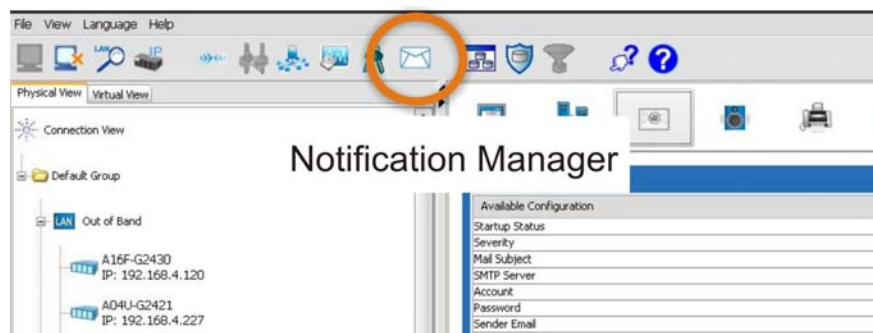 File View Language Help
LAN IP
Physical View Virtual View
Connection View
Notification Manager
Default Group
LAN Out of Band
A16F-G2430
IP: 192.168.4.120
A04U-G2421
IP: 192.168.4.227
Available Configuration
Startup Status
Severity
Mail Subject
SMTP Server
Account
Password
Sender Email